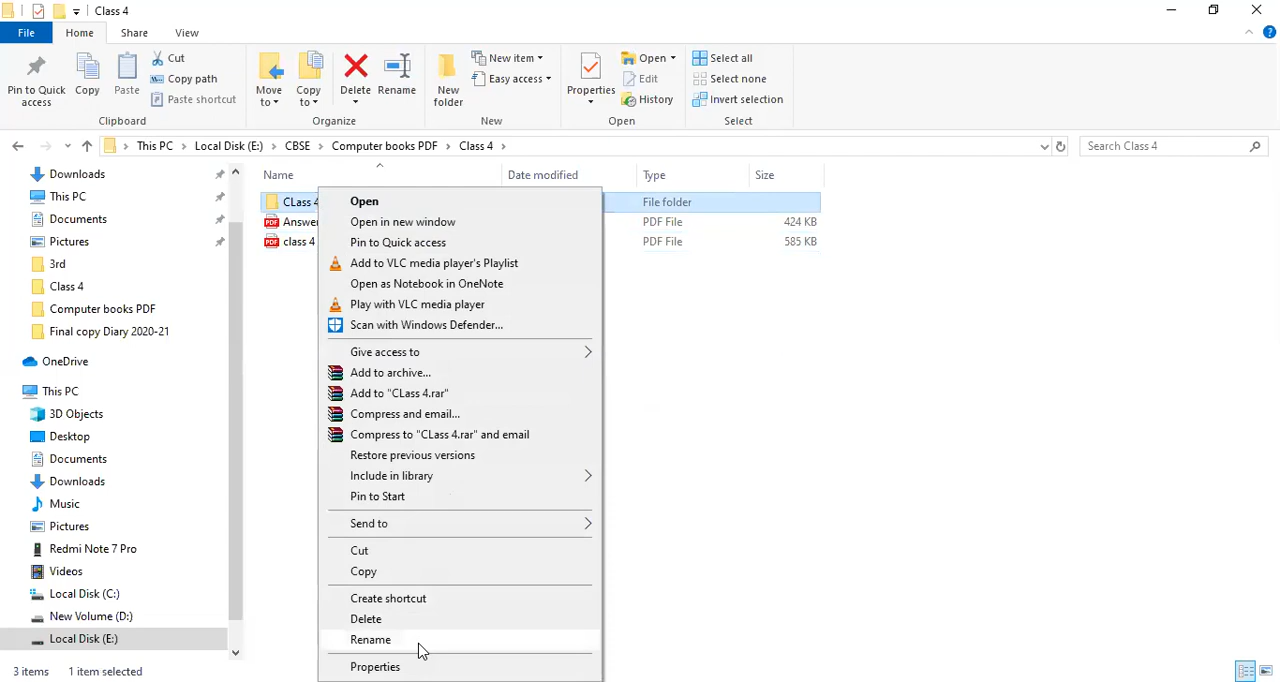 Class 4
File Home Share View
Pin to Quick access
Copy
Paste
Cut
Copy path
Paste shortcut
Clipboard
Move to
Copy to
Delete
Rename
Organize
New folder
New item
Easy access
New
Properties
Open
Edit
History
Open
Select all
Select none
Invert selection
Select
This PC > Local Disk (E:) > CBSE > Computer books PDF > Class 4 >
Search Class 4
Downloads
This PC
Documents
Pictures
3rd
Class 4
Computer books PDF
Final copy Diary 2020-21
OneDrive
This PC
3D Objects
Desktop
Documents
Downloads
Music
Pictures
Redmi Note 7 Pro
Videos
Local Disk (C:)
New Volume (D:)
Local Disk (E:)
Name Date modified Type Size
CLass 4 File folder
PDF Answer PDF File 424 KB
PDF class 4 PDF File 585 KB
Open
Open in new window
Pin to Quick access
Add to VLC media player's Playlist
Open as Notebook in OneNote
Play with VLC media player
Scan with Windows Defender...
Give access to
Add to archive...
Add to "CLass 4.rar"
Compress and email...
Compress to "CLass 4.rar" and email
Restore previous versions
Include in library
Pin to Start
Send to
Cut
Copy
Create shortcut
Delete
Rename
Properties
3 items 1 item selected